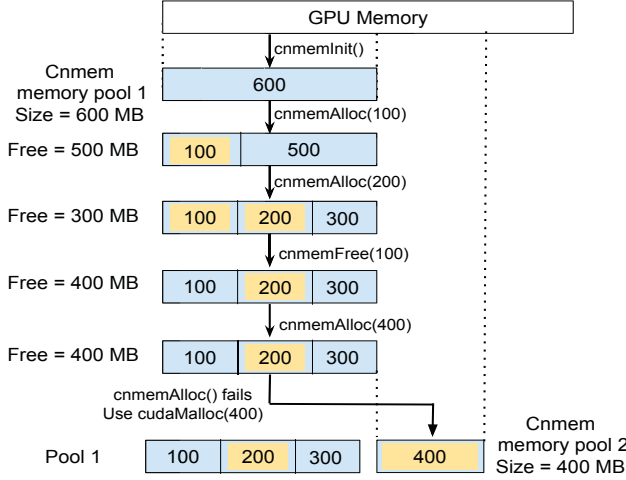 GPU Memory
cnmemInit()
Cnmem
memory pool 1
Size = 600 MB
600
cnmemAlloc(100)
Free = 500 MB
100
500
cnmemAlloc(200)
Free = 300 MB
100
200
300
cnmemFree(100)
Free = 400 MB
100
200
300
cnmemAlloc(400)
Free = 400 MB
100
200
300
cnmemAlloc() fails
Use cudaMalloc(400)
Pool 1
100
200
300
400
Cnmem
memory pool 2
Size = 400 MB